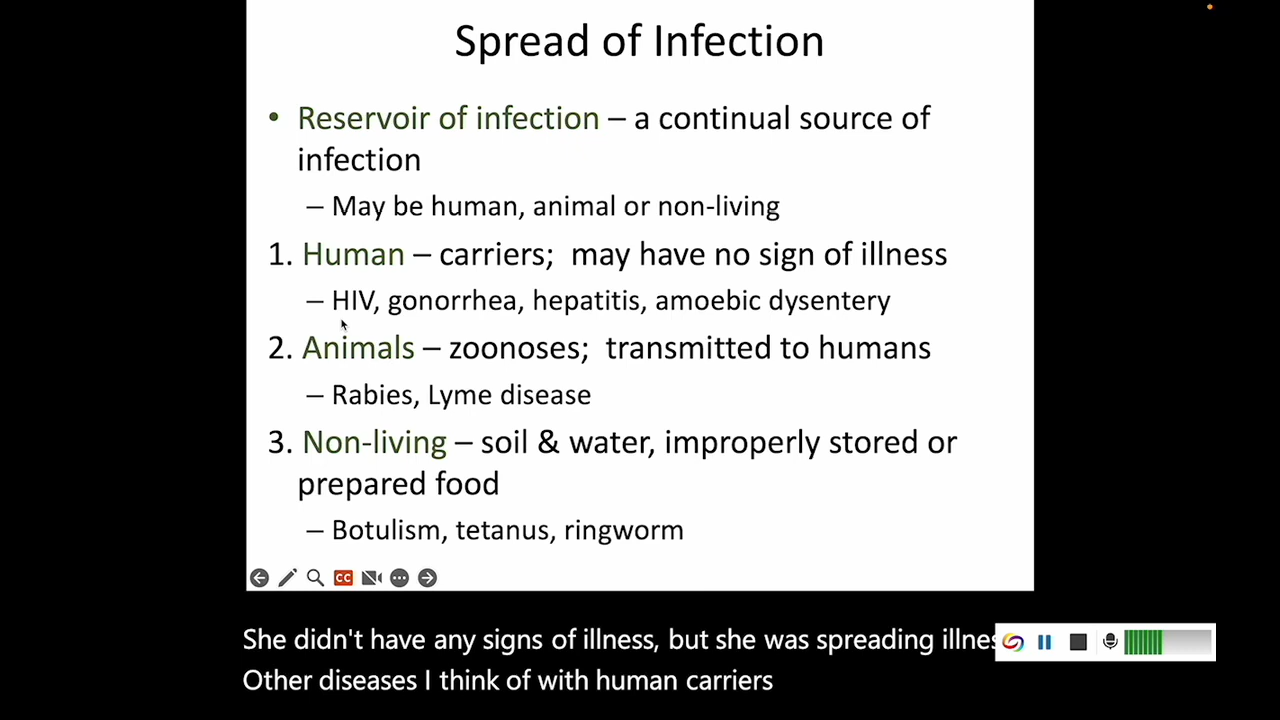 Spread of Infection
• Reservoir of infection – a continual source of
infection
– May be human, animal or non-living
1. Human – carriers;  may have no sign of illness
– HIV, gonorrhea, hepatitis, amoebic dysentery
2. Animals – zoonoses;  transmitted to humans
– Rabies, Lyme disease
3. Non-living – soil & water, improperly stored or
prepared food
– Botulism, tetanus, ringworm
CC
She didn't have any signs of illness, but she was spreading
Other diseases I think of with human carriers